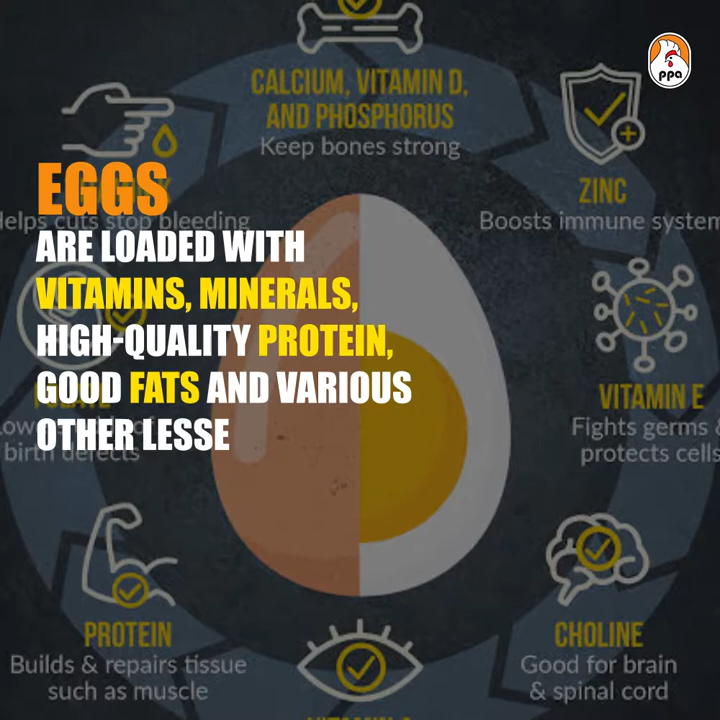 ppa
CALCIUM, VITAMIN D,
AND PHOSPHORUS
Keep bones strong
EGGS
cuts stop bleeding
ZINC
Boosts immune system
ARE LOADED WITH
VITAMINS, MINERALS,
HIGH-QUALITY PROTEIN,
GOOD FATS AND VARIOUS
OTHER LESSE
birth defects
VITAMIN E
Fights germs &
protects cells
PROTEIN
Builds & repairs tissue
such as muscle
CHOLINE
Good for brain
& spinal cord